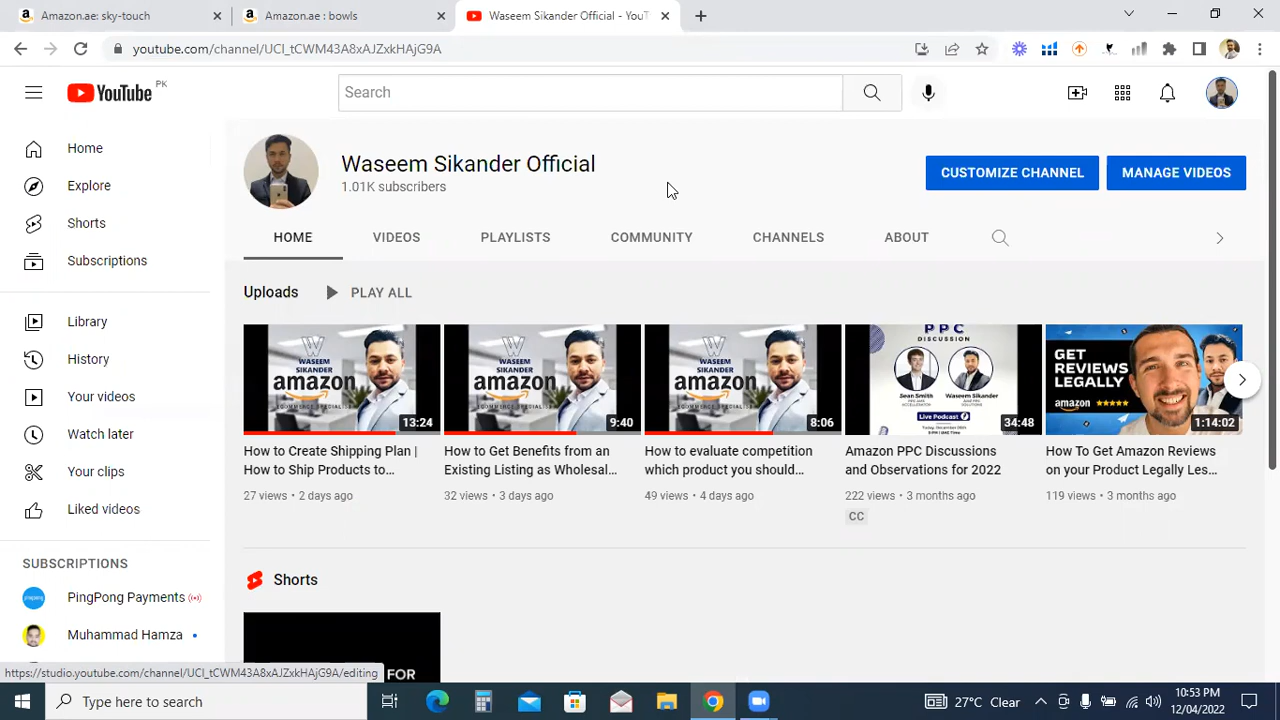 Amazon.ae: sky-touch
Amazon.ae : bowls
Waseem Sikander Official - YouT
youtube.com/channel/UCI_tCWM43A8xAJZxkHAjG9A
YouTube PK
Search
Home
Explore
Shorts
Subscriptions
Library
History
Your videos
Watch later
Your clips
Liked videos
SUBSCRIPTIONS
PingPong Payments
Muhammad Hamza
Waseem Sikander Official
1.01K subscribers
CUSTOMIZE CHANNEL
MANAGE VIDEOS
HOME
VIDEOS
PLAYLISTS
COMMUNITY
CHANNELS
ABOUT
Uploads
PLAY ALL
WASEEM
SIKANDER
amazon
ECOMMERCE SPECIALIST
13:24
How to Create Shipping Plan |
How to Ship Products to...
27 views • 2 days ago
WASEEM
SIKANDER
amazon
ECOMMERCE SPECIALIST
9:40
How to Get Benefits from an
Existing Listing as Wholesal...
32 views • 3 days ago
WASEEM
SIKANDER
amazon
ECOMMERCE SPECIALIST
8:06
How to evaluate competition
which product you should...
49 views • 4 days ago
PPC
DISCUSSION
Sean Smith
Waseem Sikander
Live Podcast
34:48
Amazon PPC Discussions
and Observations for 2022
222 views • 3 months ago
CC
GET
REVIEWS
LEGALLY
amazon
1:14:02
How To Get Amazon Reviews
on your Product Legally Les...
119 views • 3 months ago
Shorts
FOR
https://studio.youtube.com/channel/UCI_tCWM43A8xAJZxkHAjG9A/editing
Type here to search
27°C Clear
10:53 PM
12/04/2022